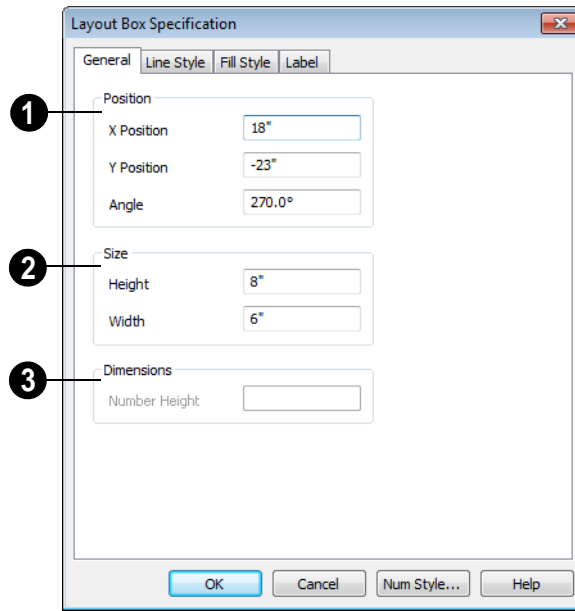 Layout Box Specification
General Line Style Fill Style Label
1 Position
X Position 18"
Y Position -23"
Angle 270.0°
2 Size
Height 8"
Width 6"
3 Dimensions
Number Height
OK Cancel Num Style... Help